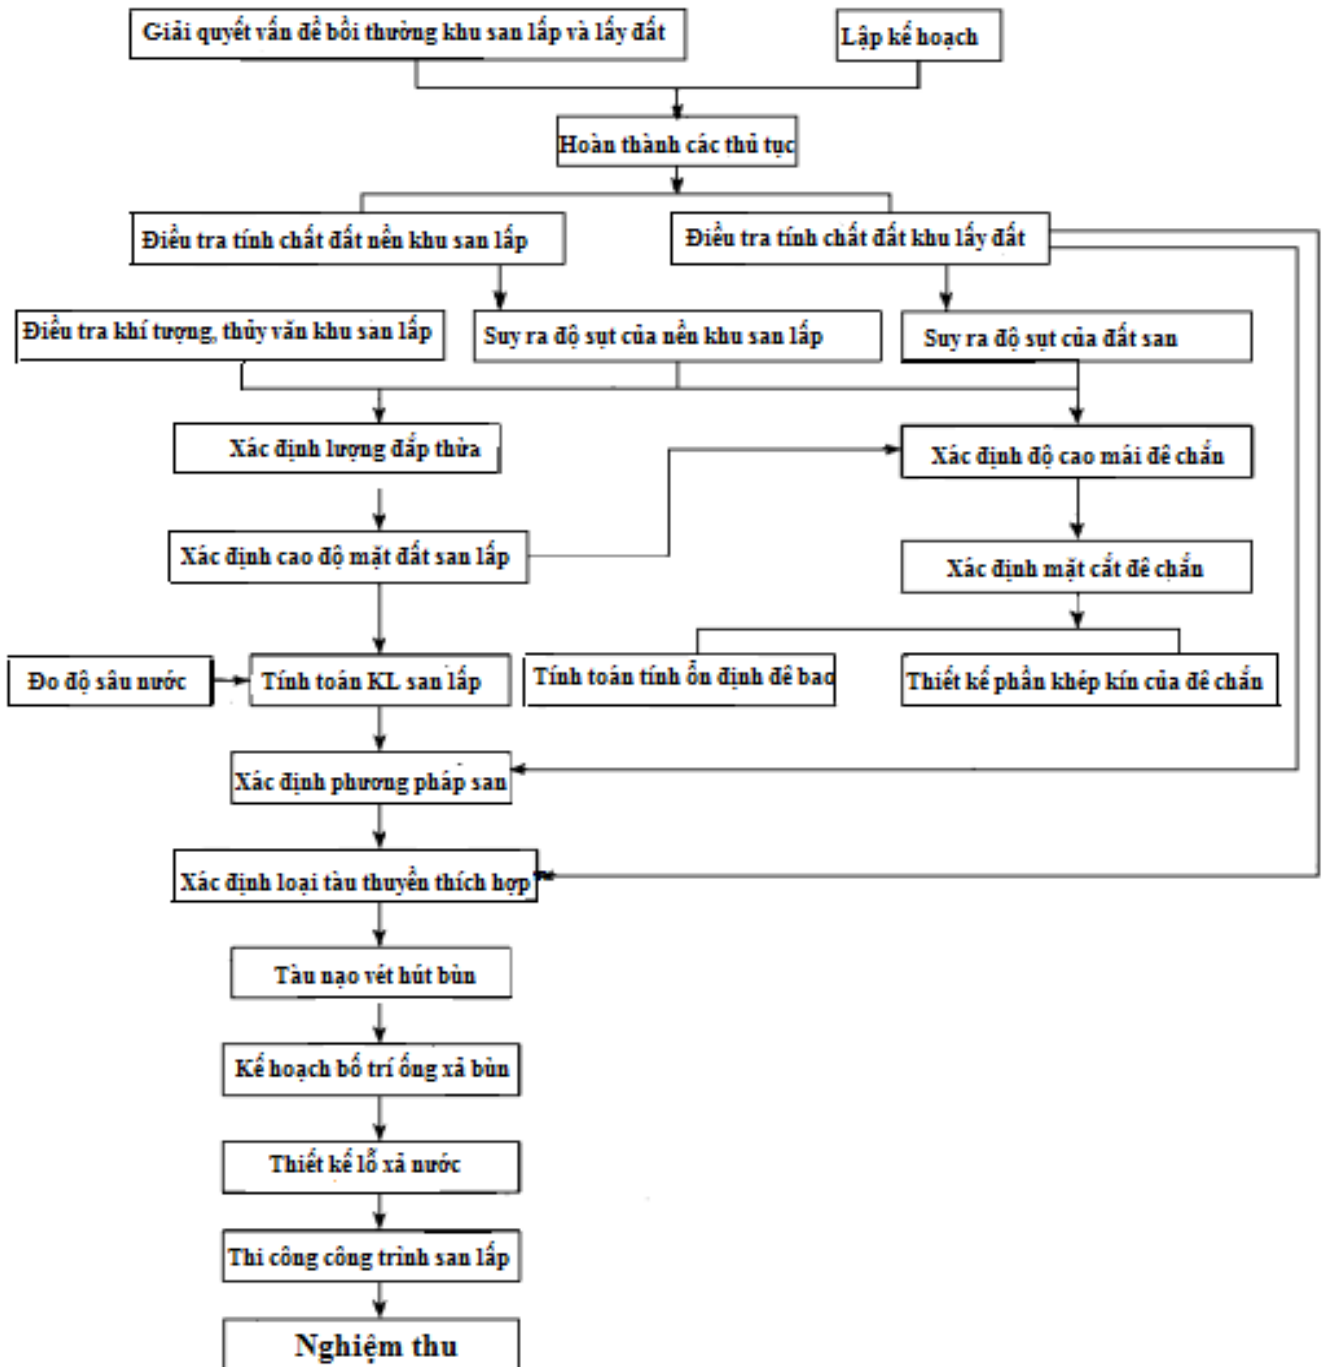 Giải quyết vấn đề bồi thường khu san lấp và lấy đất
Lập kế hoạch
Hoàn thành các thủ tục
Điều tra tính chất đất nền khu san lấp
Điều tra tính chất đất khu lấy đất
Điều tra khí tượng, thủy văn khu san lấp
Suy ra độ sụt của nền khu san lấp
Suy ra độ sụt của đất san
Xác định lượng đắp thừa
Xác định độ cao mái đê chắn
Xác định cao độ mặt đất san lấp
Xác định mặt cắt đê chắn
Đo độ sâu nước
Tính toán KL san lấp
Tính toán tính ổn định đê bao
Thiết kế phần khép kín của đê chắn
Xác định phương pháp san
Xác định loại tàu thuyền thích hợp
Tàu nạo vét hút bùn
Kế hoạch bố trí ống xả bùn
Thiết kế lỗ xả nước
Thi công công trình san lấp
Nghiệm thu